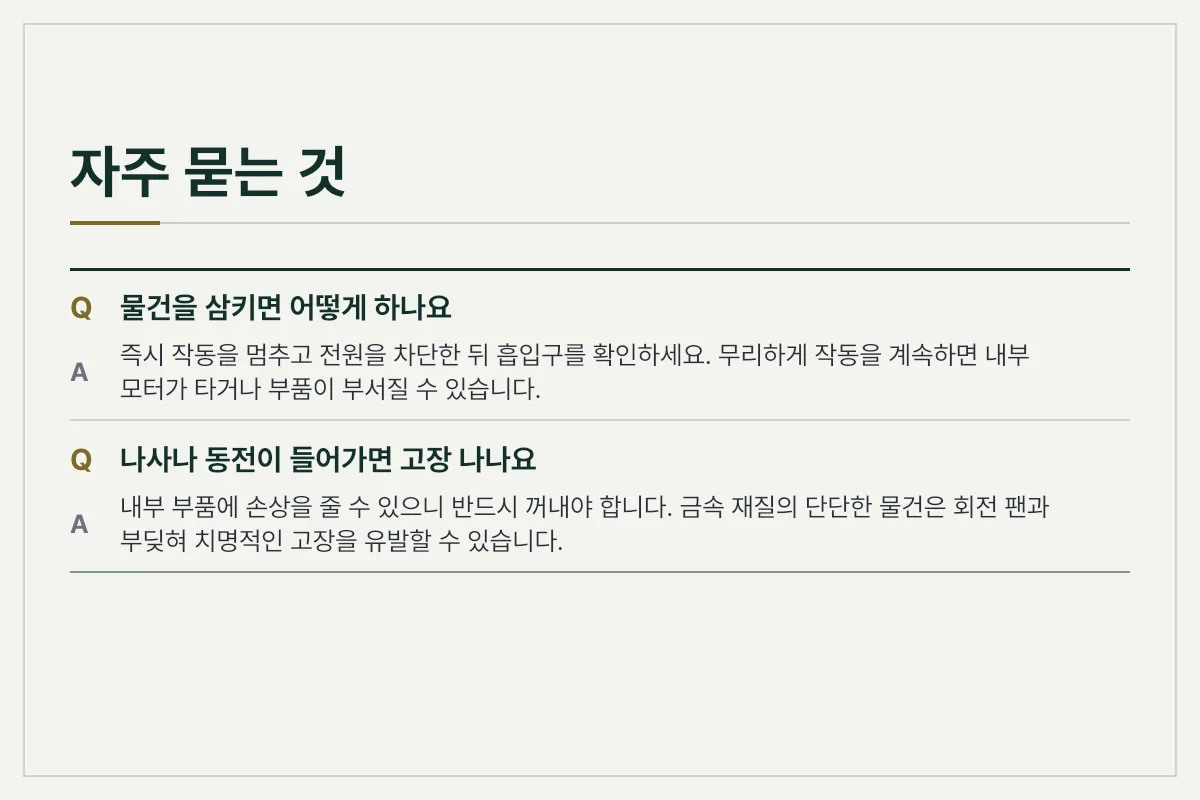 자주 묻는 것
Q 물건을 삼키면 어떻게 하나요
A 즉시 작동을 멈추고 전원을 차단한 뒤 흡입구를 확인하세요. 무리하게 작동을 계속하면 내부
모터가 타거나 부품이 부서질 수 있습니다.
Q 나사나 동전이 들어가면 고장 나나요
A 내부 부품에 손상을 줄 수 있으니 반드시 꺼내야 합니다. 금속 재질의 단단한 물건은 회전 팬과
부딪혀 치명적인 고장을 유발할 수 있습니다.